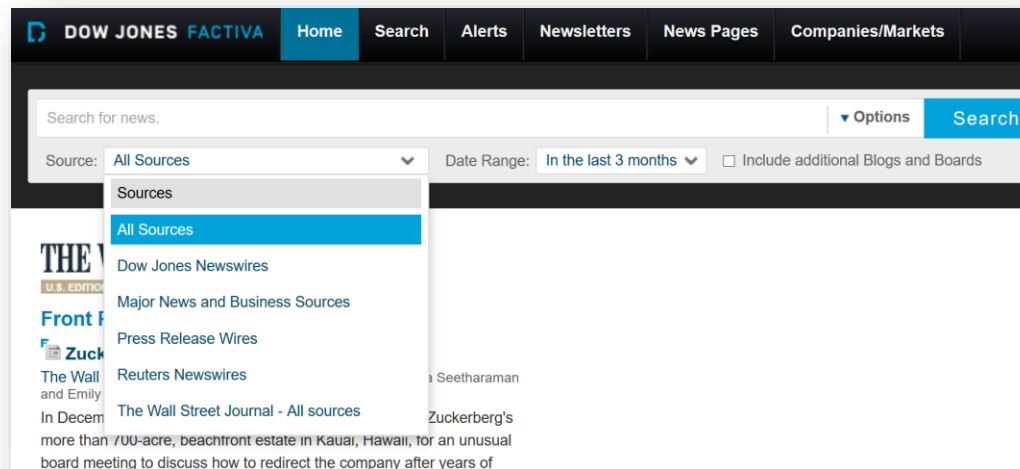 DOW JONES FACTIVA Home Search Alerts Newsletters News Pages Companies/Markets
Search for news. Options Search
Source: All Sources Date Range: In the last 3 months Include additional Blogs and Boards
Sources
All Sources
Dow Jones Newswires
Major News and Business Sources
Press Release Wires
Reuters Newswires
The Wall Street Journal - All sources
THE
U.S. EDITION
Front
Zuck
The Wall a Seetharaman
and Emily
In Decem Zuckerberg's
more than 700-acre, beachfront estate in Kauai, Hawaii, for an unusual
board meeting to discuss how to redirect the company after years of